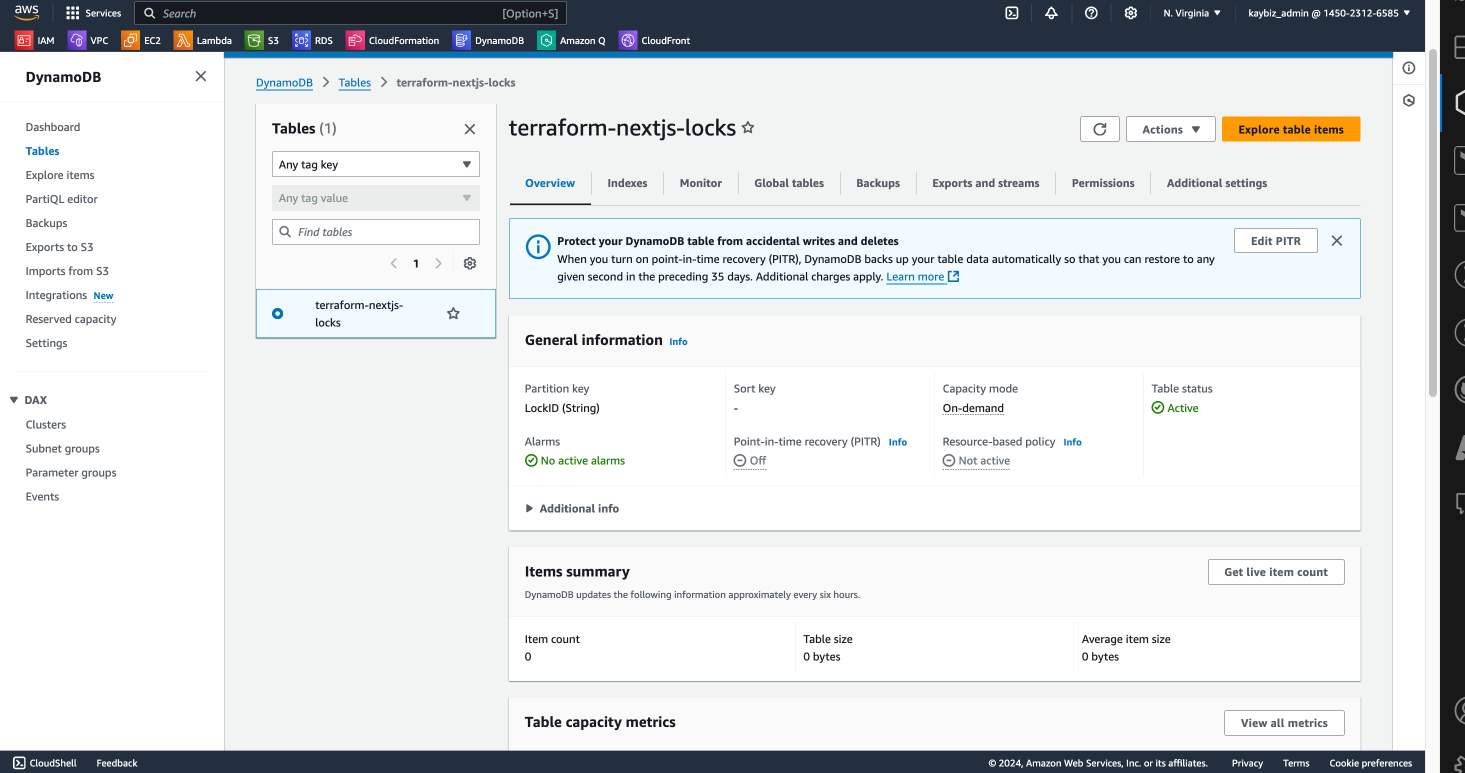 aws
Services
Search
[Option+S]
N. Virginia
kaybiz_admin @ 1450-2312-6585
IAM
VPC
EC2
Lambda
S3
RDS
CloudFormation
DynamoDB
Amazon Q
CloudFront
DynamoDB
Dashboard
Tables
Explore items
PartiQL editor
Backups
Exports to S3
Imports from S3
Integrations New
Reserved capacity
Settings
DAX
Clusters
Subnet groups
Parameter groups
Events
DynamoDB
Tables
terraform-nextjs-locks
Tables (1)
Any tag key
Any tag value
Find tables
1
terraform-nextjs-
locks
terraform-nextjs-locks
Actions
Explore table items
Overview
Indexes
Monitor
Global tables
Backups
Exports and streams
Permissions
Additional settings
Protect your DynamoDB table from accidental writes and deletes
When you turn on point-in-time recovery (PITR), DynamoDB backs up your table data automatically so that you can restore to any
given second in the preceding 35 days. Additional charges apply. Learn more
Edit PITR
General information Info
Partition key
LockID (String)
Sort key
-
Capacity mode
On-demand
Table status
Active
Alarms
No active alarms
Point-in-time recovery (PITR) Info
Off
Resource-based policy Info
Not active
Additional info
Items summary
DynamoDB updates the following information approximately every six hours.
Get live item count
Item count
0
Table size
0 bytes
Average item size
0 bytes
Table capacity metrics
View all metrics
CloudShell
Feedback
© 2024, Amazon Web Services, Inc. or its affiliates.
Privacy
Terms
Cookie preferences